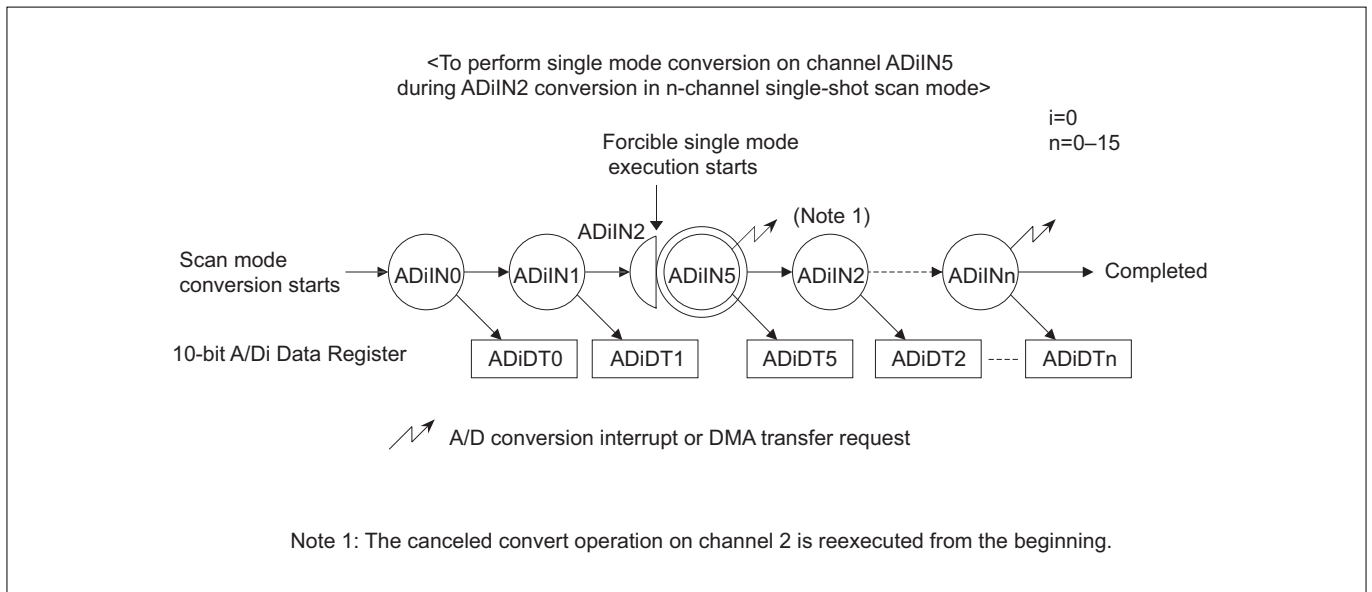 <To perform single mode conversion on channel ADiIN5
during ADiIN2 conversion in n-channel single-shot scan mode>
i=0
n=0–15
Forcible single mode
execution starts
ADiIN2
(Note 1)
Scan mode
conversion starts
ADiIN0
ADiIN1
ADiIN5
ADiIN2
ADiINn
Completed
10-bit A/Di Data Register
ADiDT0
ADiDT1
ADiDT5
ADiDT2
ADiDTn
A/D conversion interrupt or DMA transfer request
Note 1: The canceled convert operation on channel 2 is reexecuted from the beginning.